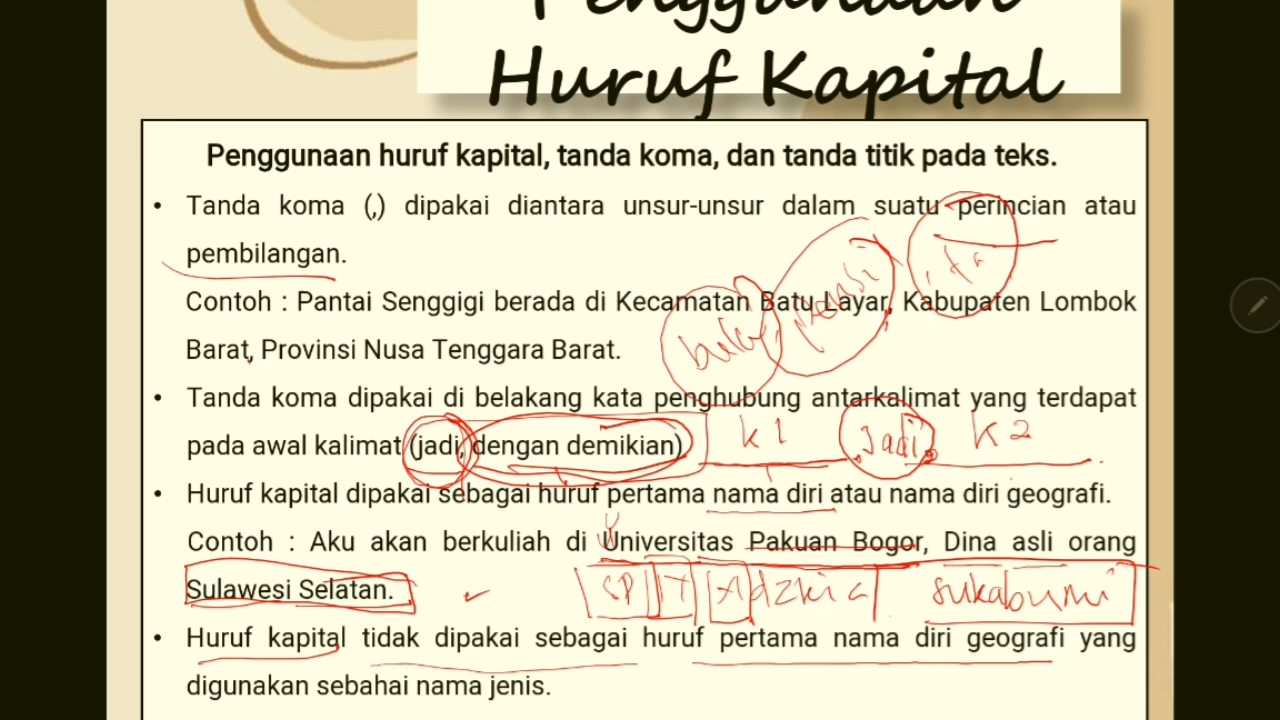 Penggunaan
Huruf Kapital
Penggunaan huruf kapital, tanda koma, dan tanda titik pada teks.
• Tanda koma (,) dipakai diantara unsur-unsur dalam suatu perincian atau
pembilangan.
Contoh : Pantai Senggigi berada di Kecamatan Batu Layar, Kabupaten Lombok
Barat, Provinsi Nusa Tenggara Barat.
• Tanda koma dipakai di belakang kata penghubung antarkalimat yang terdapat
pada awal kalimat (jadi, dengan demikian) k1 . Jadi, k2 .
• Huruf kapital dipakai sebagai huruf pertama nama diri atau nama diri geografi.
Contoh : Aku akan berkuliah di Universitas Pakuan Bogor, Dina asli orang
Sulawesi Selatan. SD IT Adzkia sukabumi
• Huruf kapital tidak dipakai sebagai huruf pertama nama diri geografi yang
digunakan sebahai nama jenis.